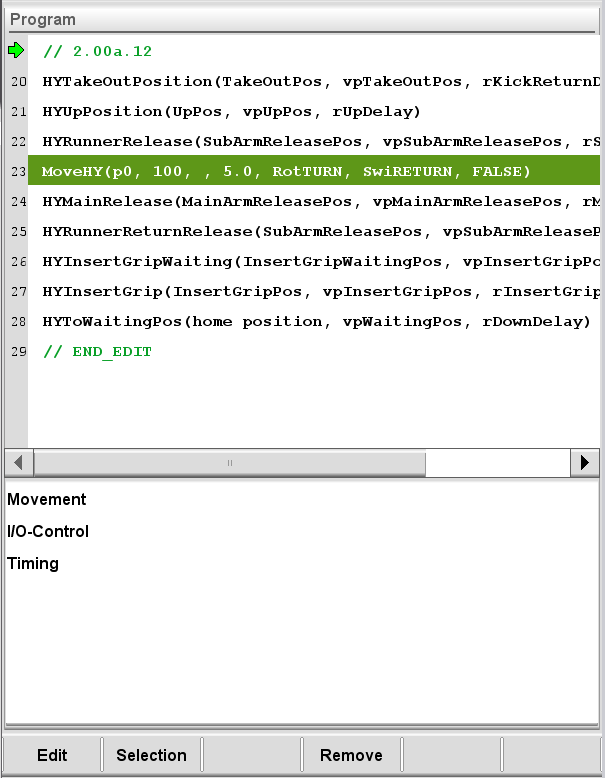 Program
// 2.00a.12
20 HYTakeOutPosition(TakeOutPos, vpTakeOutPos, rKickReturnD
21 HYUpPosition(UpPos, vpUpPos, rUpDelay)
22 HYRunnerRelease(SubArmReleasePos, vpSubArmReleasePos, rS
23 MoveHY(p0, 100, , 5.0, RotTURN, SwiRETURN, FALSE)
24 HYMainRelease(MainArmReleasePos, vpMainArmReleasePos, rM
25 HYRunnerReturnRelease(SubArmReleasePos, vpSubArmReleaseP
26 HYInsertGripWaiting(InsertGripWaitingPos, vpInsertGripPo
27 HYInsertGrip(InsertGripPos, vpInsertGripPos, rInsertGrip
28 HYToWaitingPos(home position, vpWaitingPos, rDownDelay)
29 // END_EDIT
Movement
I/O-Control
Timing
Edit Selection Remove